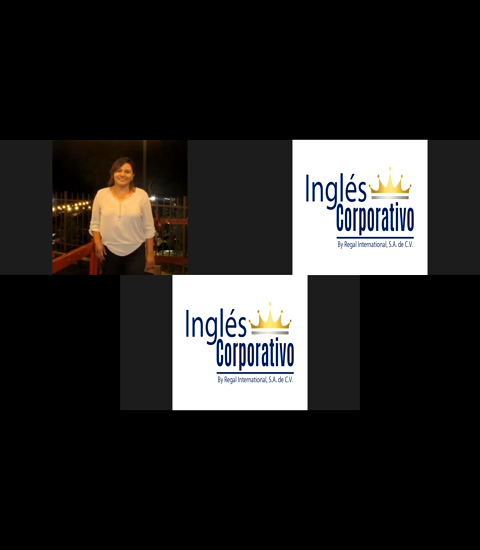 Inglés
Corporativo
By Regal International, S.A. de C.V.
Inglés
Corporativo
By Regal International, S.A. de C.V.